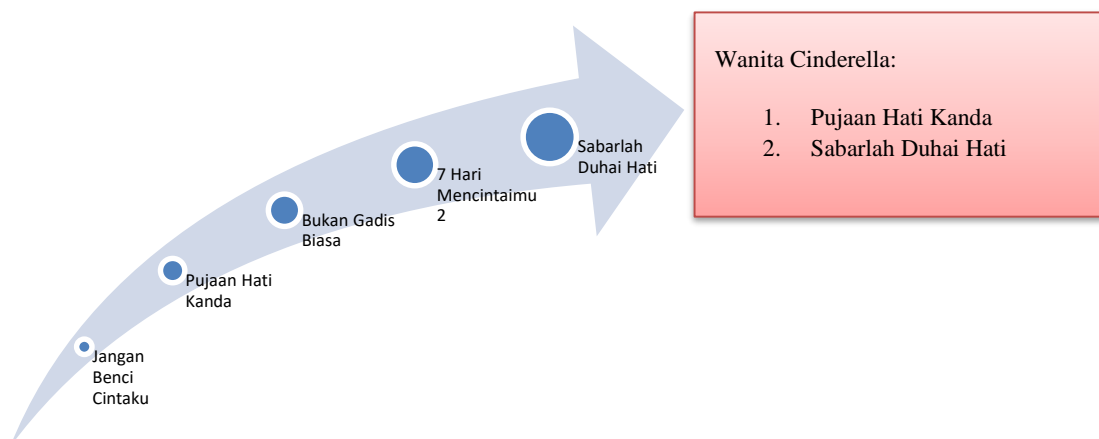 Jangan
Benci
Cintaku
Pujaan Hati
Kanda
Bukan Gadis
Biasa
7 Hari
Mencintaimu
2
Sabarlah
Duhai Hati
Wanita Cinderella:
1. Pujaan Hati Kanda
2. Sabarlah Duhai Hati